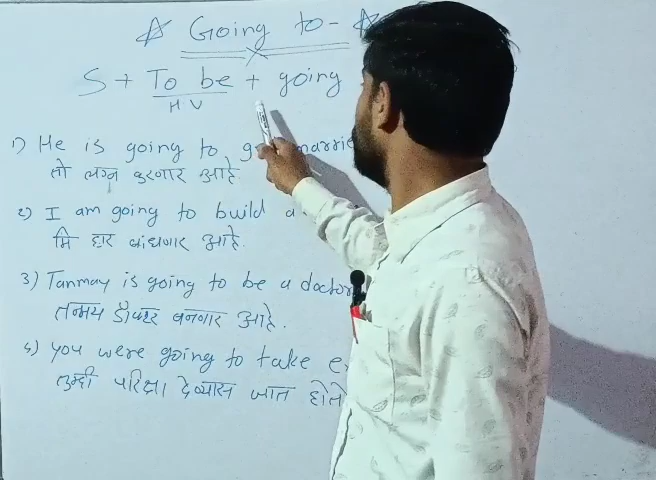 Going to-
S + To be + going
H V
1) He is going to g marrie
तो लग्न करणार आहे
2) I am going to build a
मि घर बांधणार आहे.
3) Tanmay is going to be a doctor
तन्मय डॉक्टर बनणार आहे.
4) You were going to take e
तुम्ही परिक्षा देण्यास जात होते